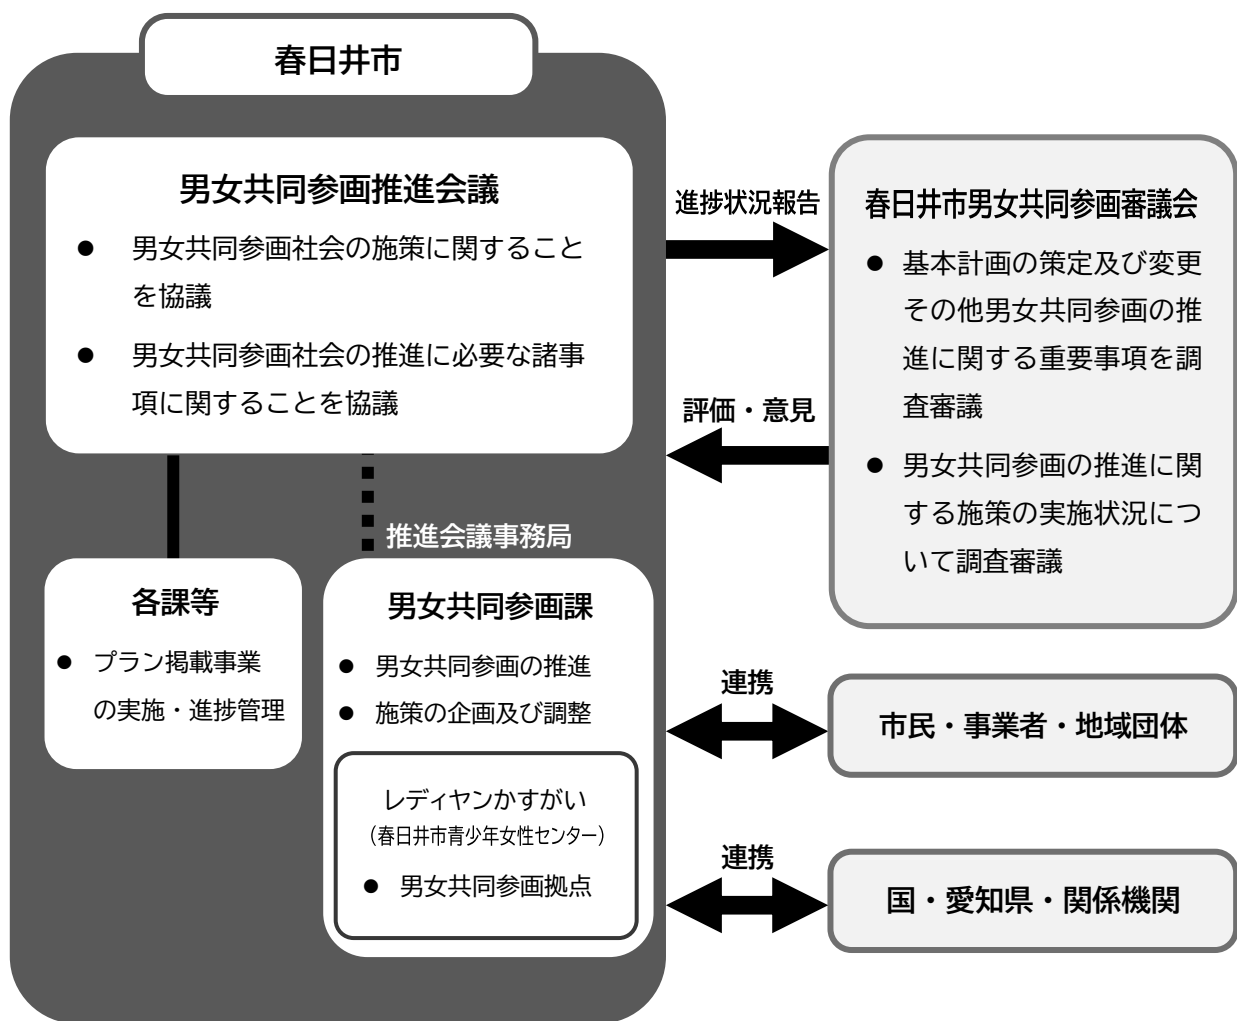 春日井市
男女共同参画推進会議
● 男女共同参画社会の施策に関すること
を協議
● 男女共同参画社会の推進に必要な諸事
項に関することを協議
推進会議事務局
各課等
● プラン掲載事業
の実施・進捗管理
男女共同参画課
● 男女共同参画の推進
● 施策の企画及び調整
レディヤンかすがい
（春日井市青少年女性センター）
● 男女共同参画拠点
進捗状況報告
評価・意見
春日井市男女共同参画審議会
● 基本計画の策定及び変更
その他男女共同参画の推
進に関する重要事項を調
査審議
● 男女共同参画の推進に関
する施策の実施状況につ
いて調査審議
連携
市民・事業者・地域団体
連携
国・愛知県・関係機関